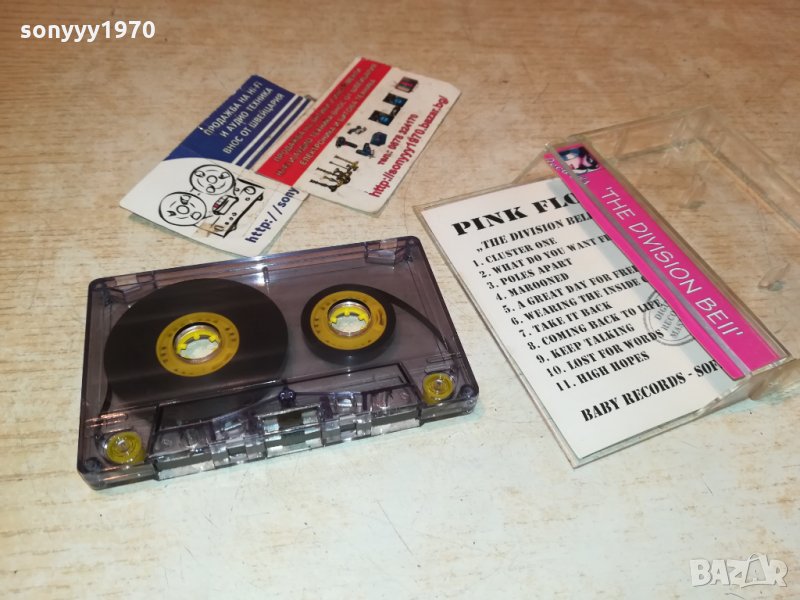 sonyyy1970
ПРОДАЖБА НА Hi-Fi
И АУДИО ТЕХНИКА
ВНОС ОТ ШВЕЙЦАРИЯ
http://sony
http://sonyyy1970.bazar.bg/
PINK FLO
„THE DIVISION BELL
1. CLUSTER ONE
2. WHAT DO YOU WANT FR
3. POLES APART
4. MAROONED
5. A GREAT DAY FOR FREE
6. WEARING THE INSIDE
7. TAKE IT BACK
8. COMING BACK TO LIFE
9. KEEP TALKING
10. LOST FOR WORDS
11. HIGH HOPES
BABY RECORDS - SOF
'THE DIVISION BEII'
BAZAR